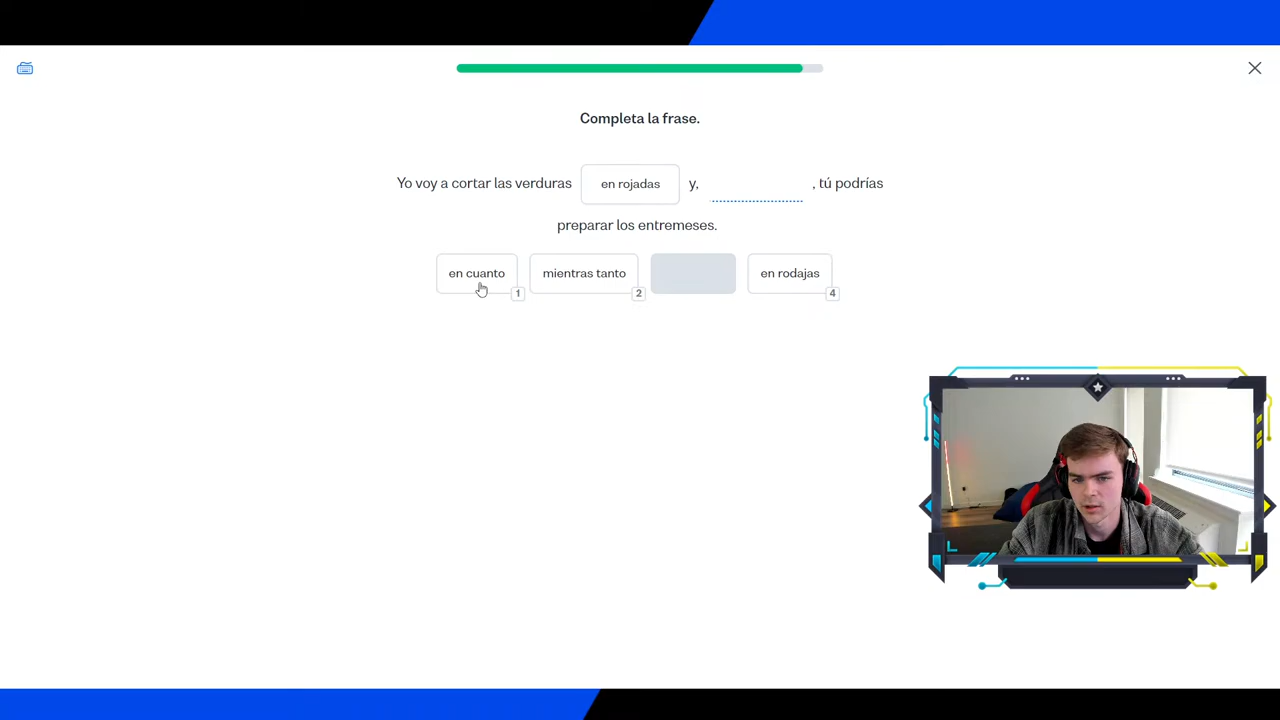 Completa la frase.
Yo voy a cortar las verduras en rojadas y, , tú podrías
preparar los entremeses.
en cuanto mientras tanto en rodajas
1 2 4